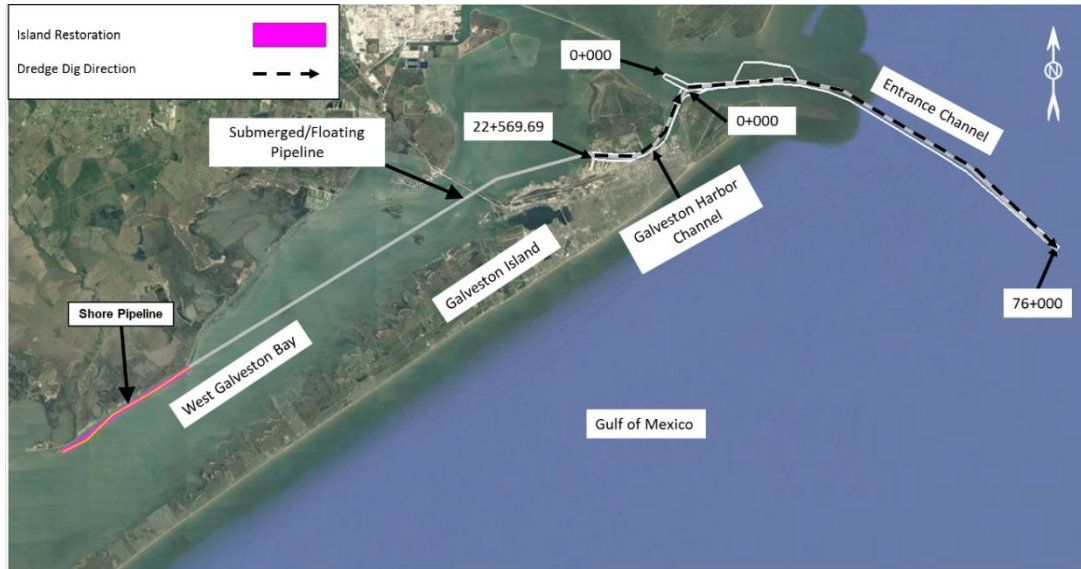 Island Restoration
Dredge Dig Direction
0+000
Entrance Channel
N
Submerged/Floating
Pipeline
22+569.69
0+000
Galveston Harbor
Channel
Galveston Island
76+000
Shore Pipeline
West Galveston Bay
Gulf of Mexico